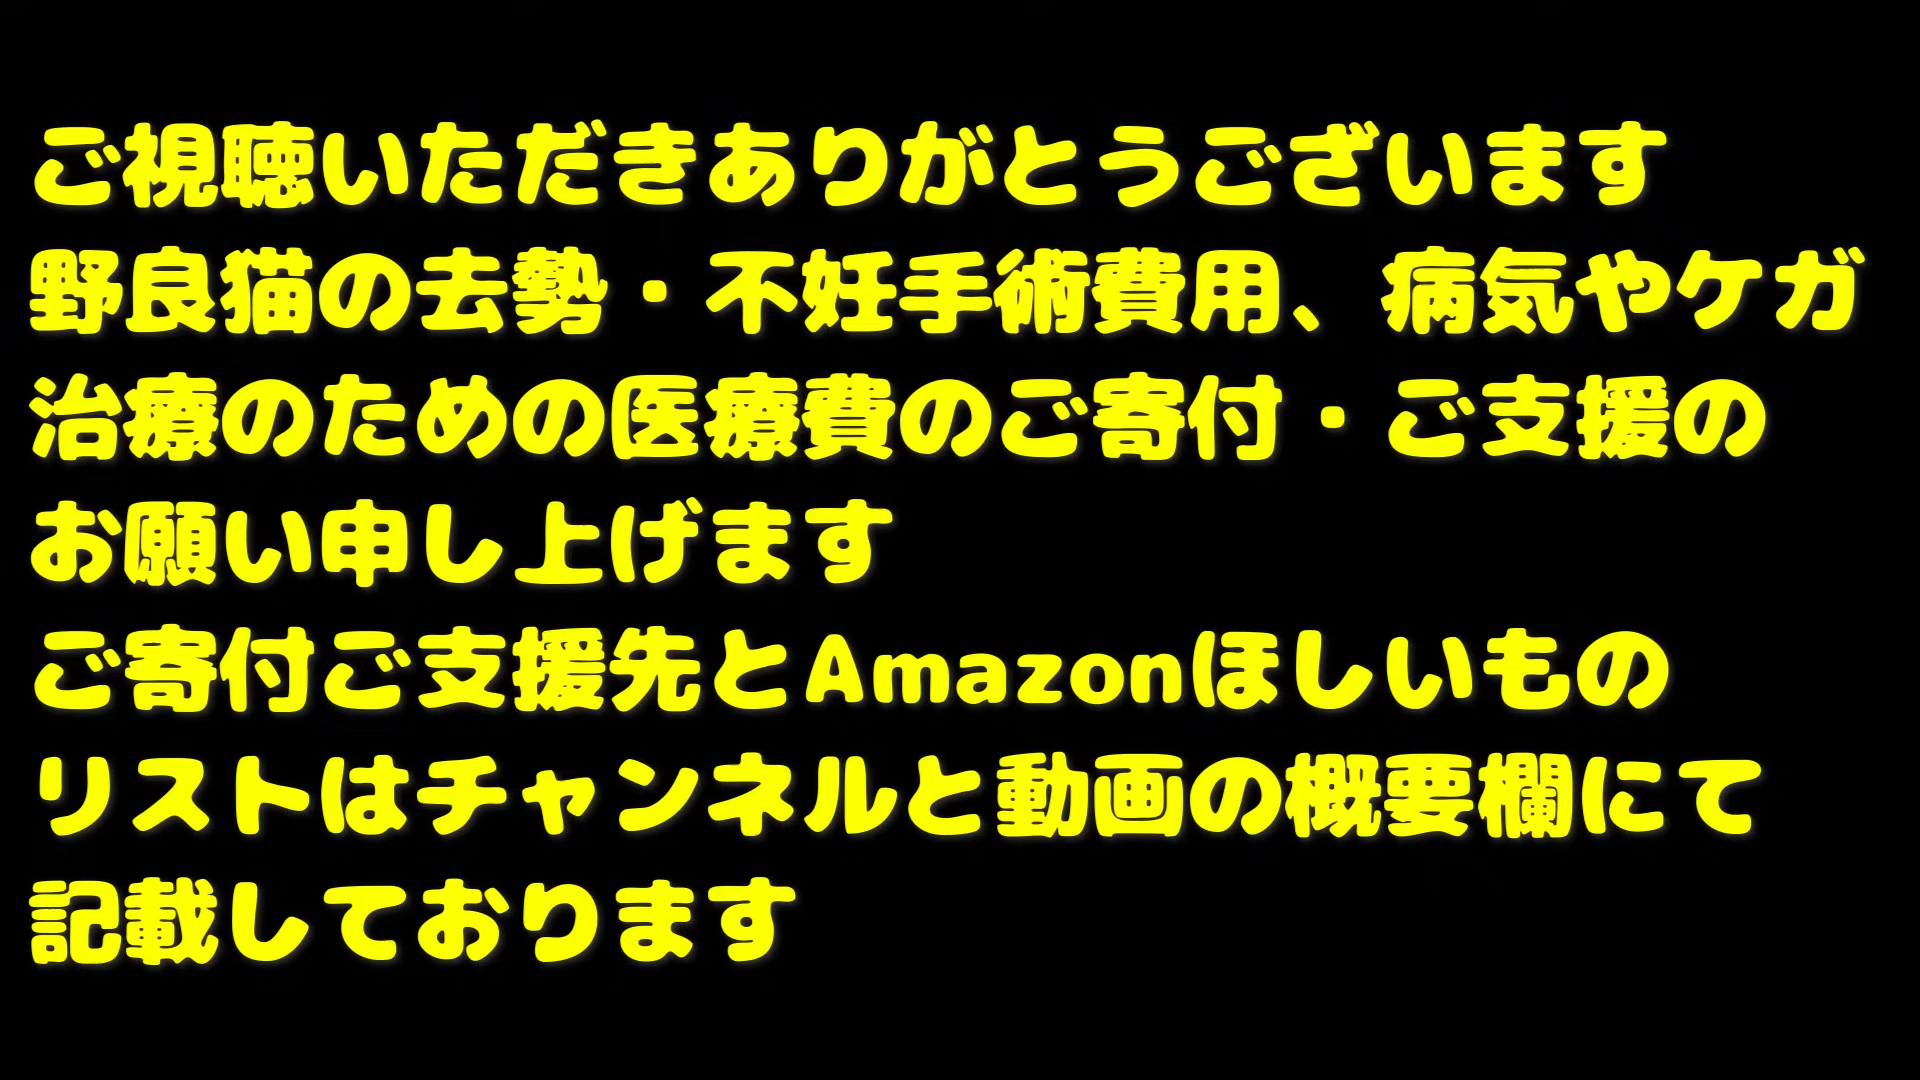 ご視聴いただきありがとうございます
野良猫の去勢・不妊手術費用、病気やケガ
治療のための医療費のご寄付・ご支援の
お願い申し上げます
ご寄付ご支援先とAmazonほしいもの
リストはチャンネルと動画の概要欄にて
記載しております